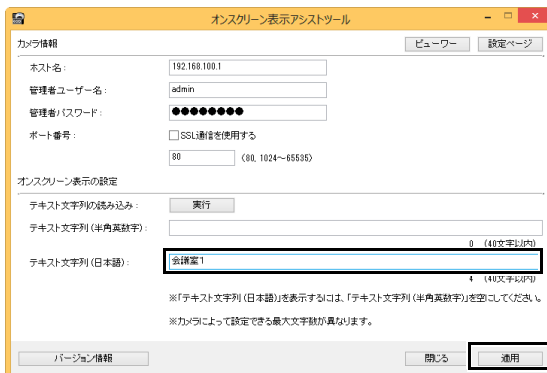 オンスクリーン表示アシストツール
カメラ情報
ビューワー
設定ページ
ホスト名:
192.168.100.1
管理者ユーザー名:
admin
管理者パスワード:
●●●●●●●●
ポート番号:
SSL通信を使用する
80
(80, 1024~65535)
オンスクリーン表示の設定
テキスト文字列の読み込み:
実行
テキスト文字列(半角英数字):
0 (40文字以内)
テキスト文字列(日本語):
会議室1
4 (40文字以内)
※「テキスト文字列(日本語)」を表示するには、「テキスト文字列(半角英数字)」を空にしてください。
※カメラによって設定できる最大文字数が異なります。
バージョン情報
閉じる
適用